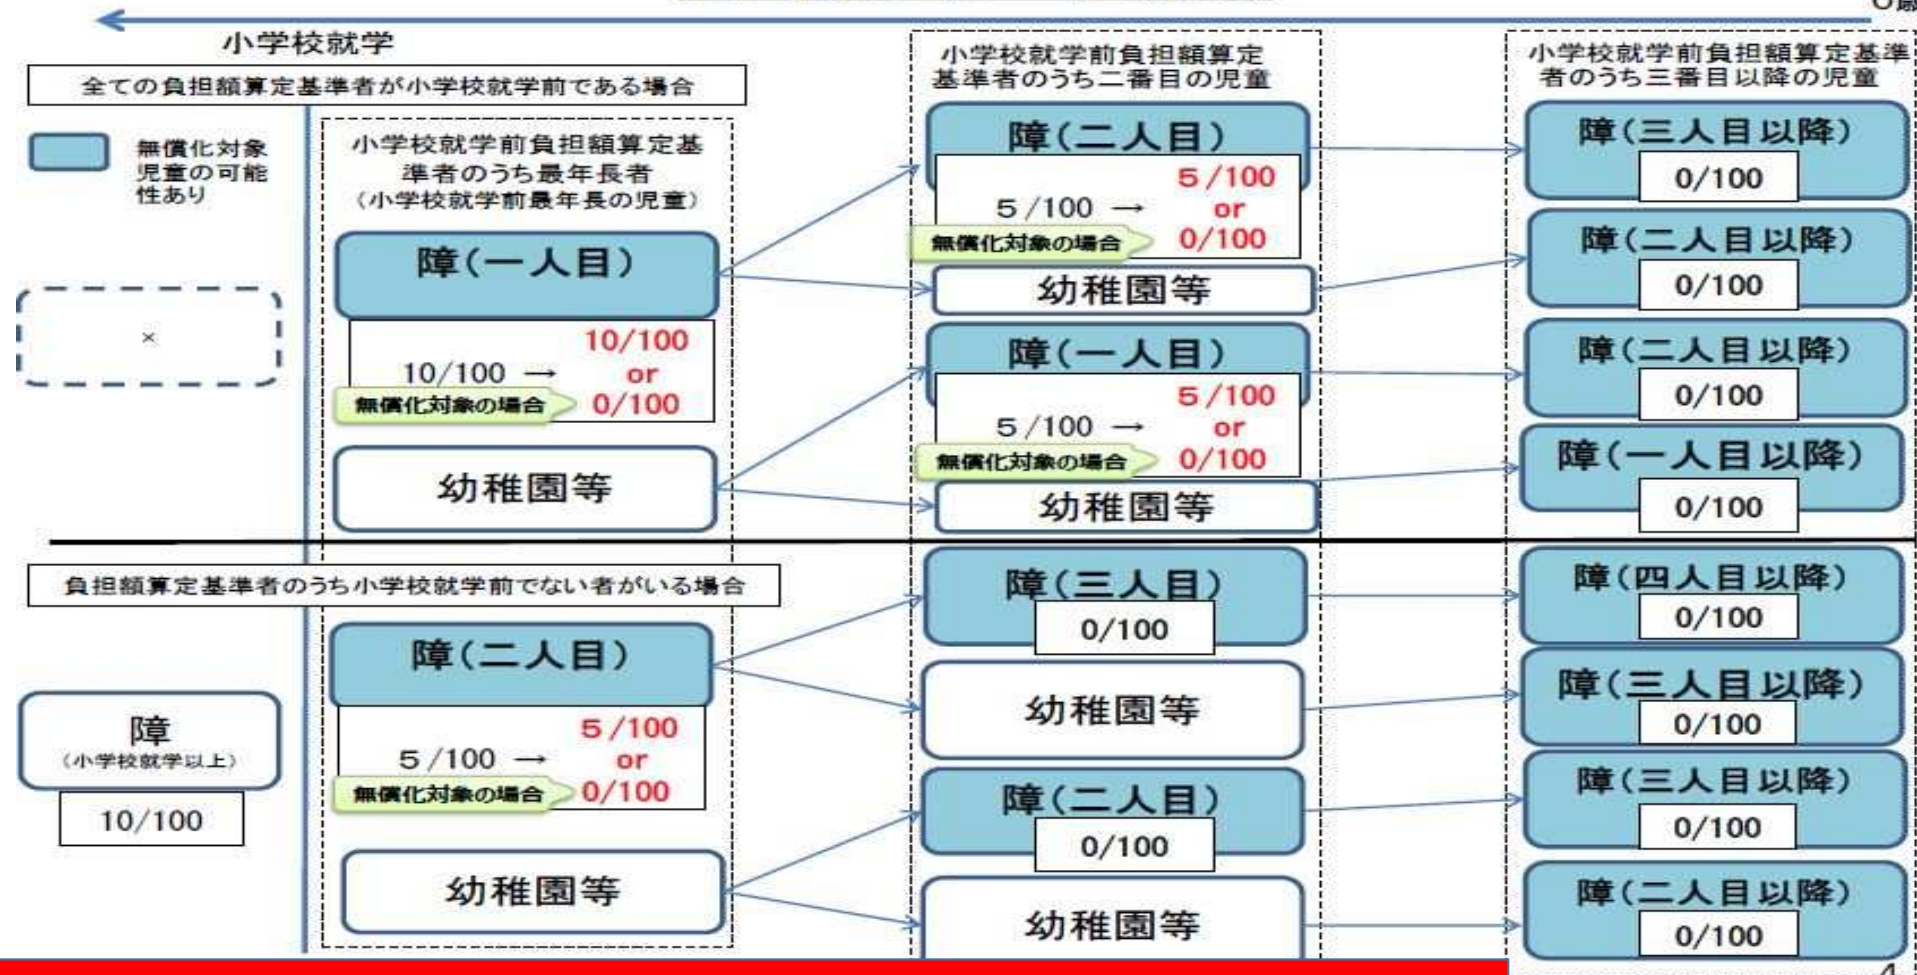 小学校就学
全ての負担額算定基準者が小学校就学前である場合
無償化対象
児童の可能
性あり
×
小学校就学前負担額算定基
準者のうち最年長者
（小学校就学前最年長の児童）
障(一人目)
10/100 →
10/100
or
0/100
無償化対象の場合
幼稚園等
小学校就学前負担額算定
基準者のうち二番目の児童
障(二人目)
5/100 →
5/100
or
0/100
無償化対象の場合
幼稚園等
障(一人目)
5/100 →
5/100
or
0/100
無償化対象の場合
幼稚園等
小学校就学前負担額算定基準
者のうち三番目以降の児童
障(三人目以降)
0/100
障(二人目以降)
0/100
障(二人目以降)
0/100
障(一人目以降)
0/100
負担額算定基準者のうち小学校就学前でない者がいる場合
障
（小学校就学以上）
10/100
障(二人目)
5/100 →
5/100
or
0/100
無償化対象の場合
幼稚園等
障(三人目)
0/100
幼稚園等
障(二人目)
0/100
幼稚園等
障(四人目以降)
0/100
障(三人目以降)
0/100
障(三人目以降)
0/100
障(二人目以降)
0/100